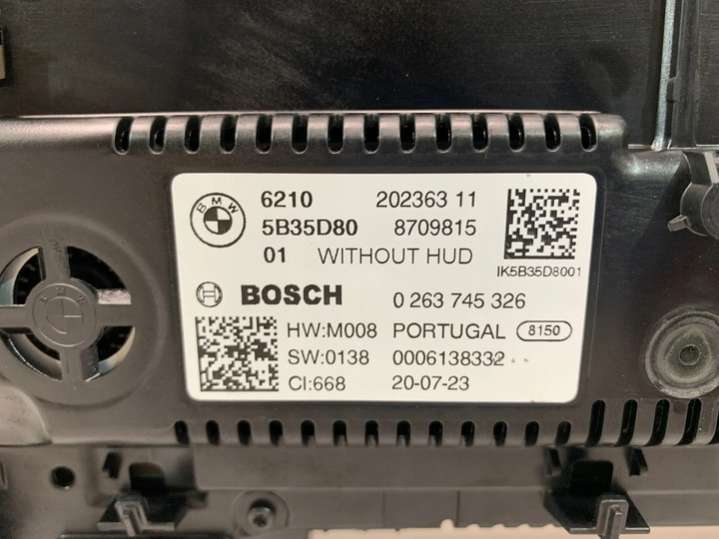 BMW
6210 202363 11
5B35D80 8709815
01 WITHOUT HUD
IK5B35D8001
BOSCH 0 263 745 326
HW:M008 PORTUGAL 8150
SW:0138 0006138332
CI:668 20-07-23